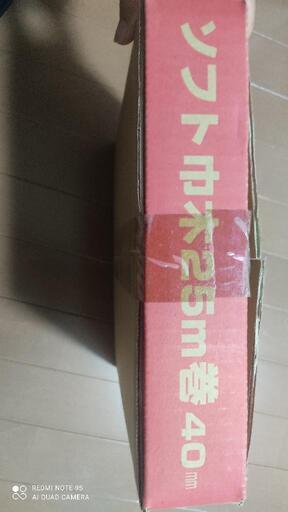 ソフト巾木25m巻 40mm
REDMI NOTE 9S
AI QUAD CAMERA